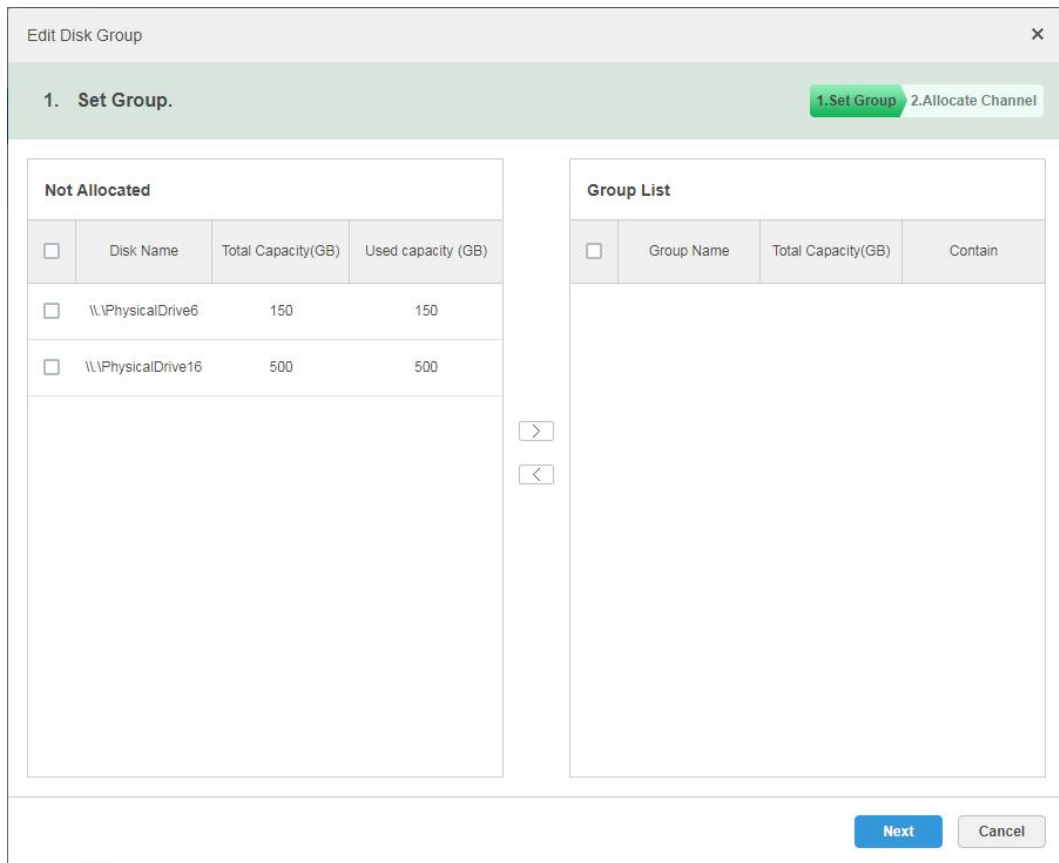 Edit Disk Group
1. Set Group.
1.Set Group 2.Allocate Channel
Not Allocated
Group List
Disk Name Total Capacity(GB) Used capacity (GB)
Group Name Total Capacity(GB) Contain
\\.\PhysicalDrive6 150 150
\\.\PhysicalDrive16 500 500
Next Cancel